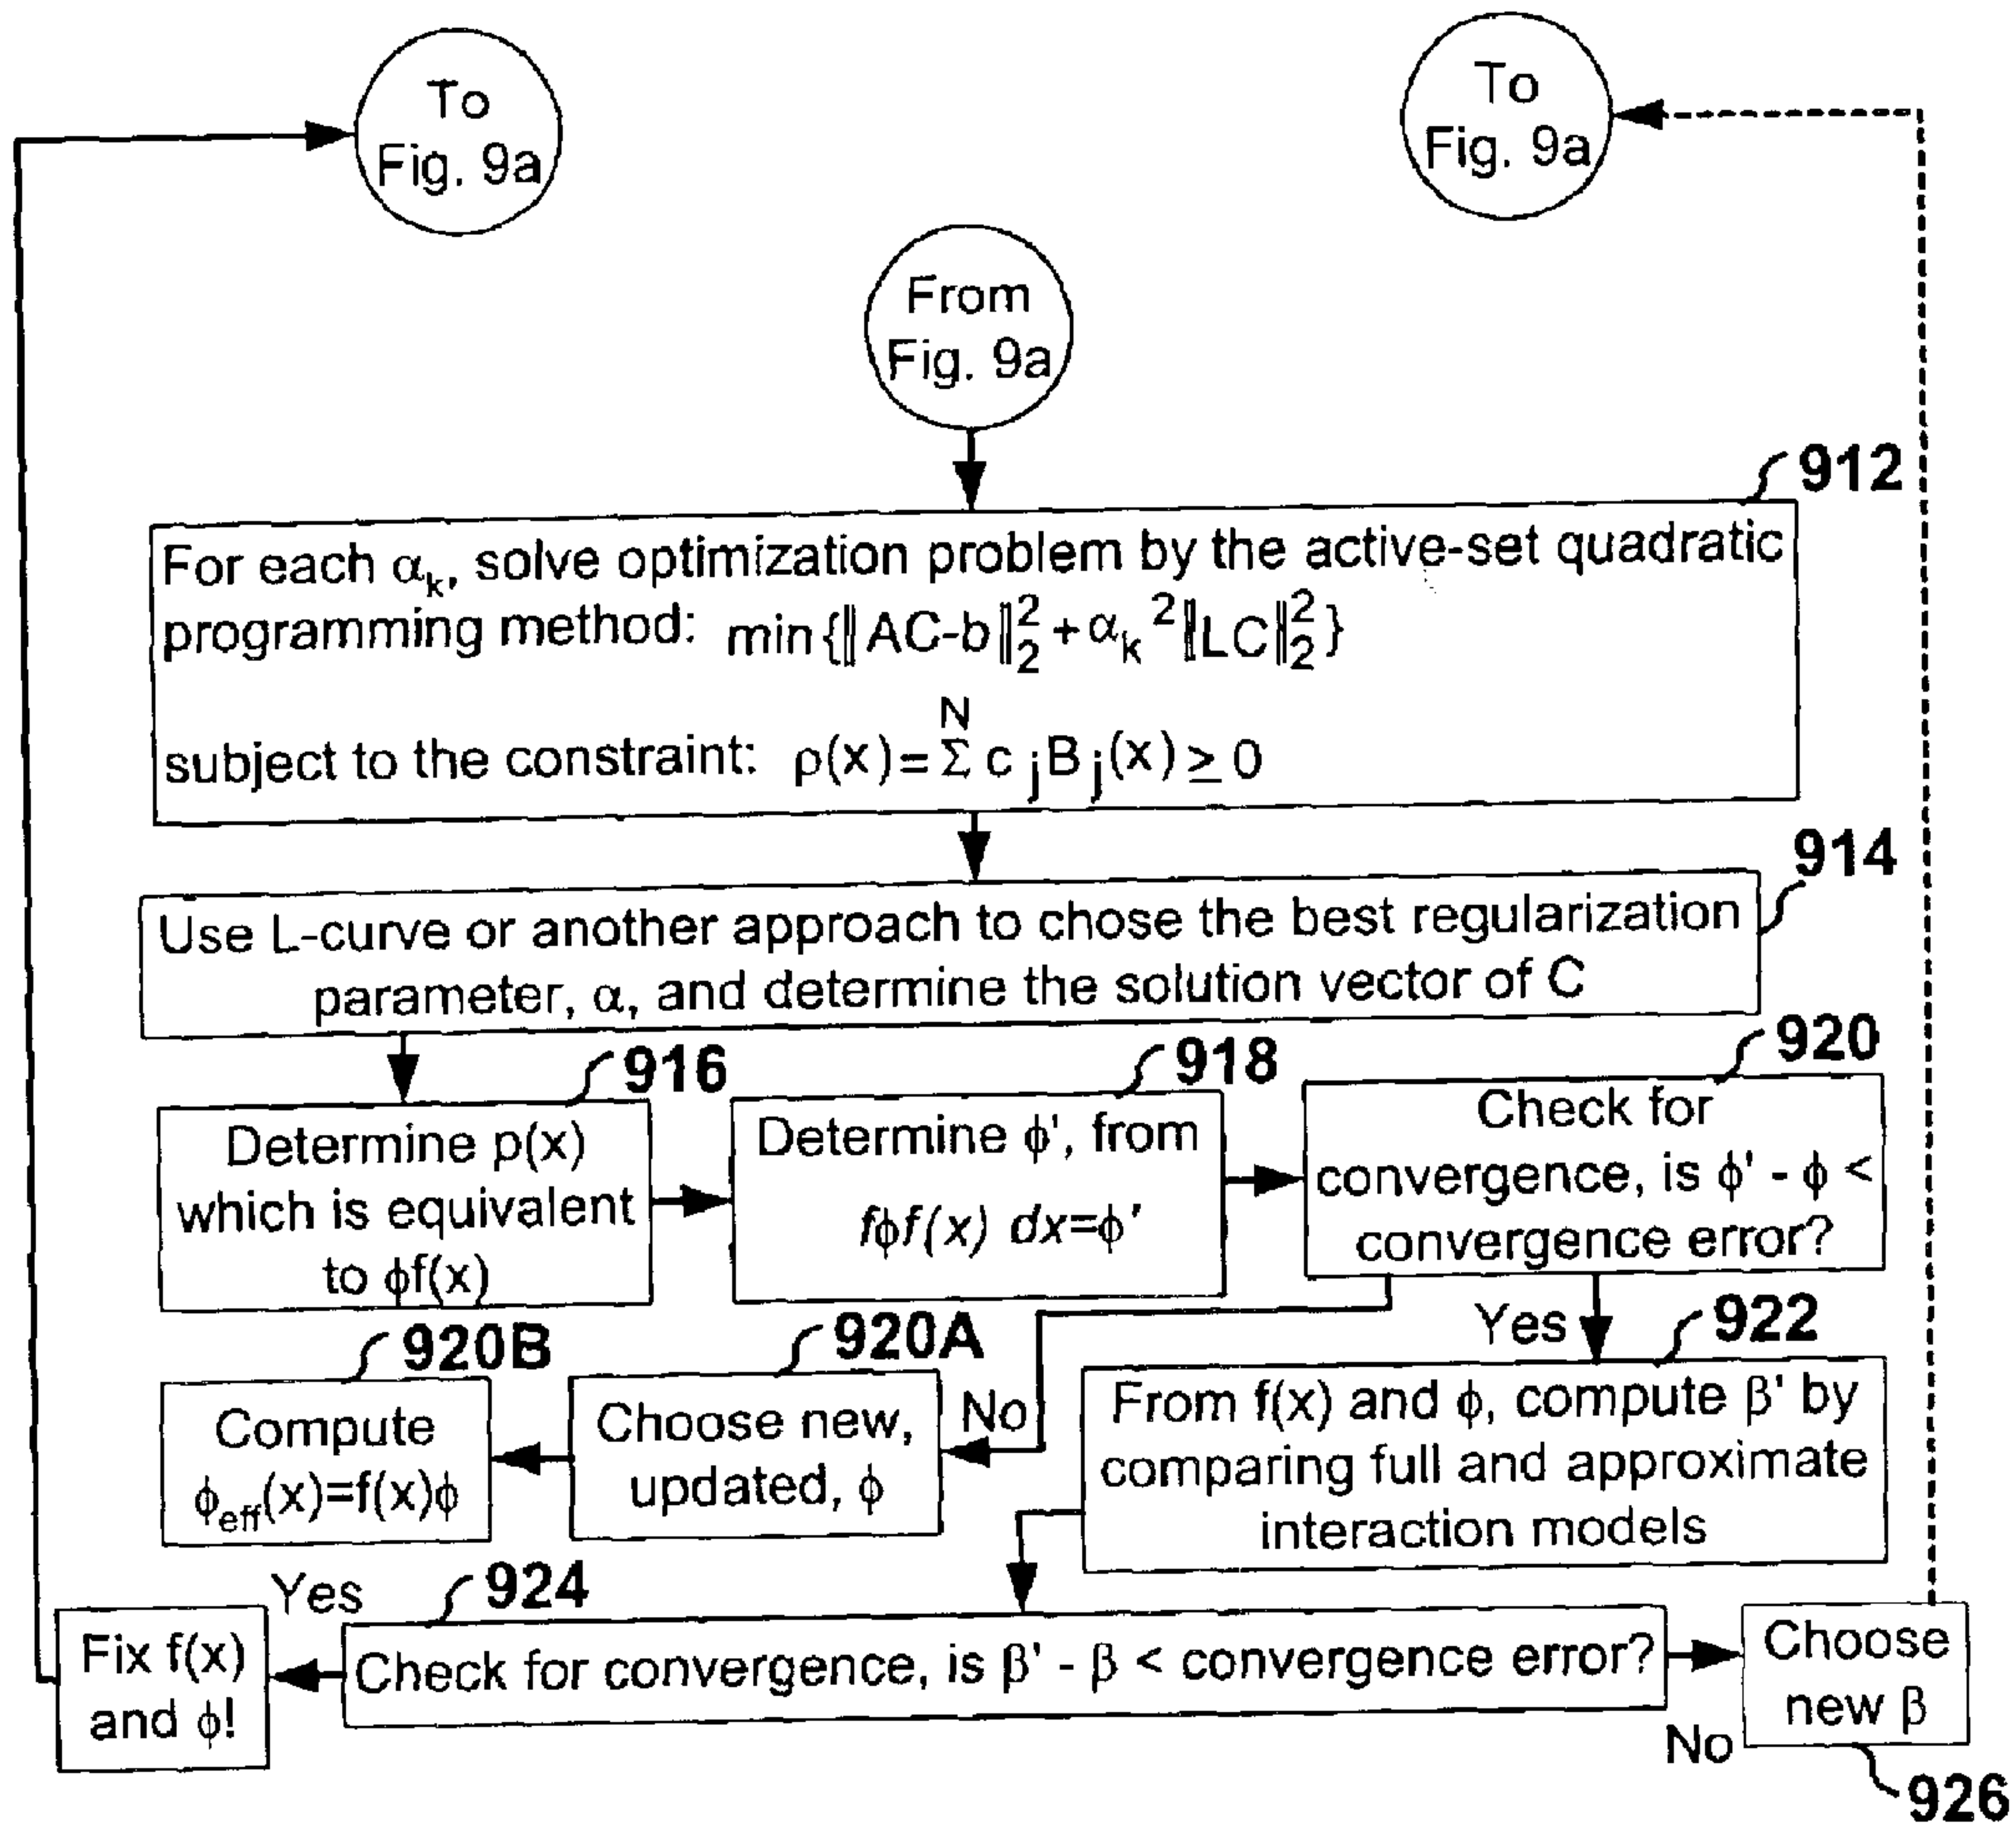 To
Fig. 9a
To
Fig. 9a
From
Fig. 9a
912
For each αk, solve optimization problem by the active-set quadratic
programming method: min{‖AC-b‖₂²+αk²‖LC‖₂²}
N
subject to the constraint: ρ(x)=Σ c j B j(x) ≥ 0
914
Use L-curve or another approach to chose the best regularization
parameter, α, and determine the solution vector of C
916
Determine p(x)
which is equivalent
to ϕf(x)
918
Determine ϕ', from
fϕf(x) dx=ϕ'
920
Check for
convergence, is ϕ' - ϕ <
convergence error?
Yes
922
From f(x) and ϕ, compute β' by
comparing full and approximate
interaction models
No
920A
Choose new,
updated, ϕ
920B
Compute
ϕeff(x)=f(x)ϕ
924
Check for convergence, is β' - β < convergence error?
Yes
Fix f(x)
and ϕ!
No
Choose
new β
926